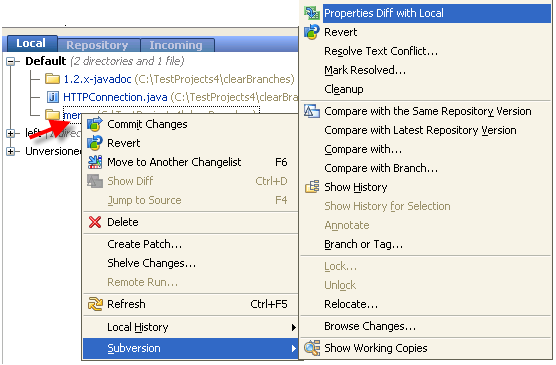 Local Repository Incoming
Default (2 directories and 1 file)
1.2.x-javadoc (C:\TestProjects4\clearBranches)
HTTPConnection.java (C:\TestProjects4\clear
mer
left
Unversioned
Commit Changes
Revert
Move to Another Changelist F6
Show Diff Ctrl+D
Jump to Source F4
Delete
Create Patch...
Shelve Changes...
Remote Run...
Refresh Ctrl+F5
Local History
Subversion
Properties Diff with Local
Revert
Resolve Text Conflict...
Mark Resolved...
Cleanup
Compare with the Same Repository Version
Compare with Latest Repository Version
Compare with...
Compare with Branch...
Show History
Show History for Selection
Annotate
Branch or Tag...
Lock...
Unlock
Relocate...
Browse Changes...
Show Working Copies